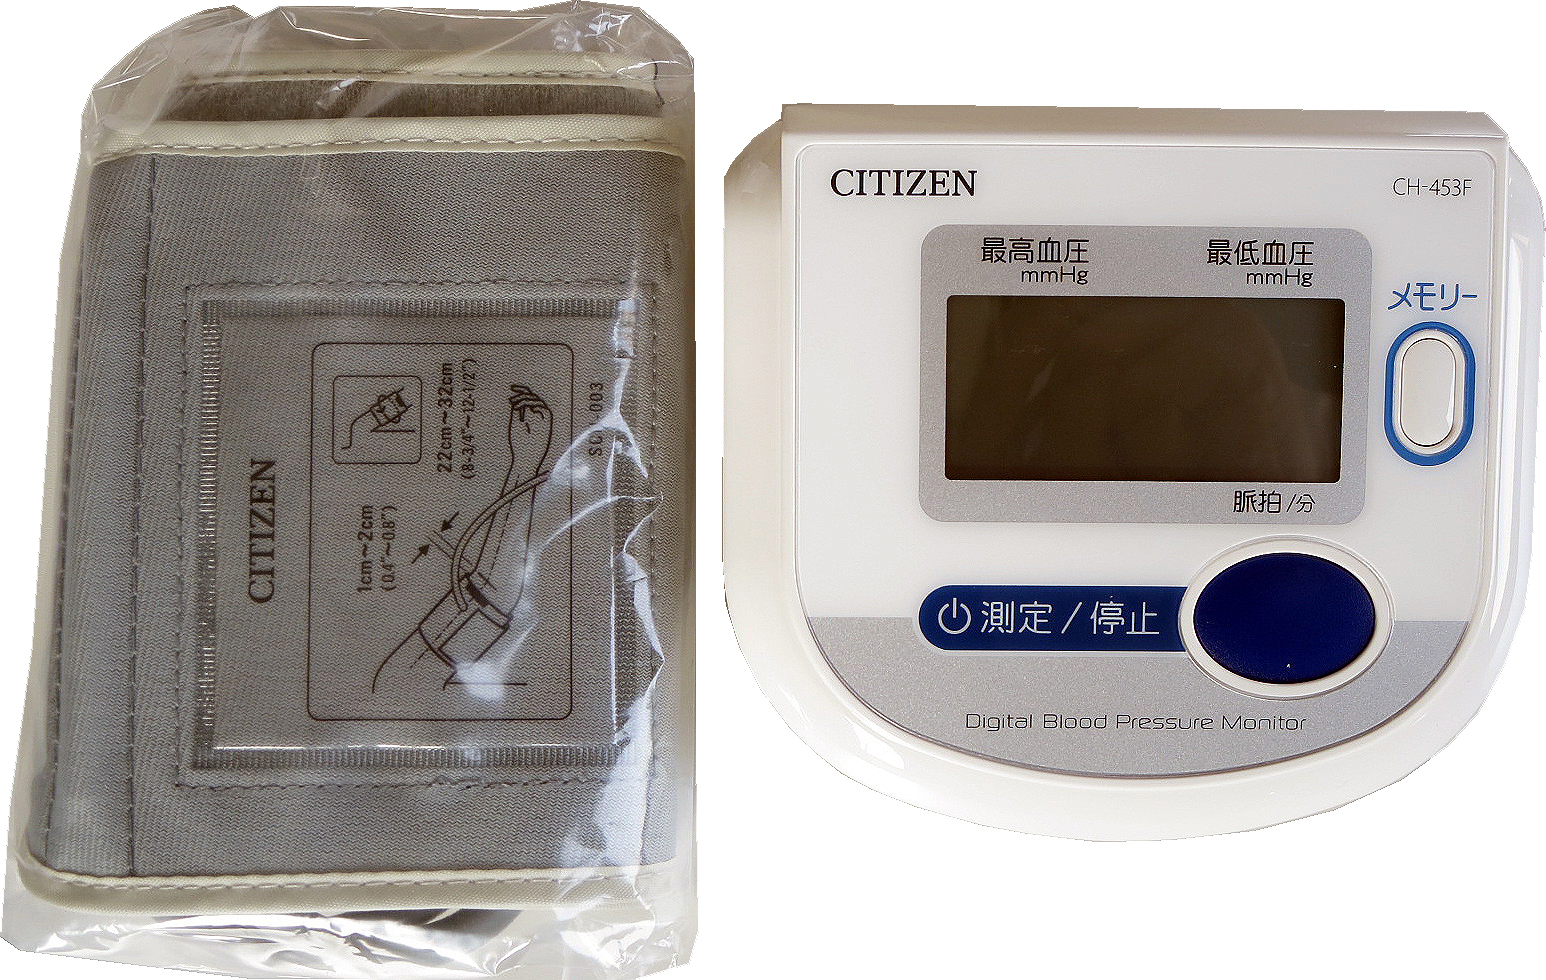 CITIZEN
1cm～2cm
(0.4"～0.8")
22cm～32cm
(8-3/4"～12-1/2")
003
CITIZEN
CH-453F
最高血圧
mmHg
最低血圧
mmHg
メモリー
脈拍/分
測定/停止
Digital Blood Pressure Monitor